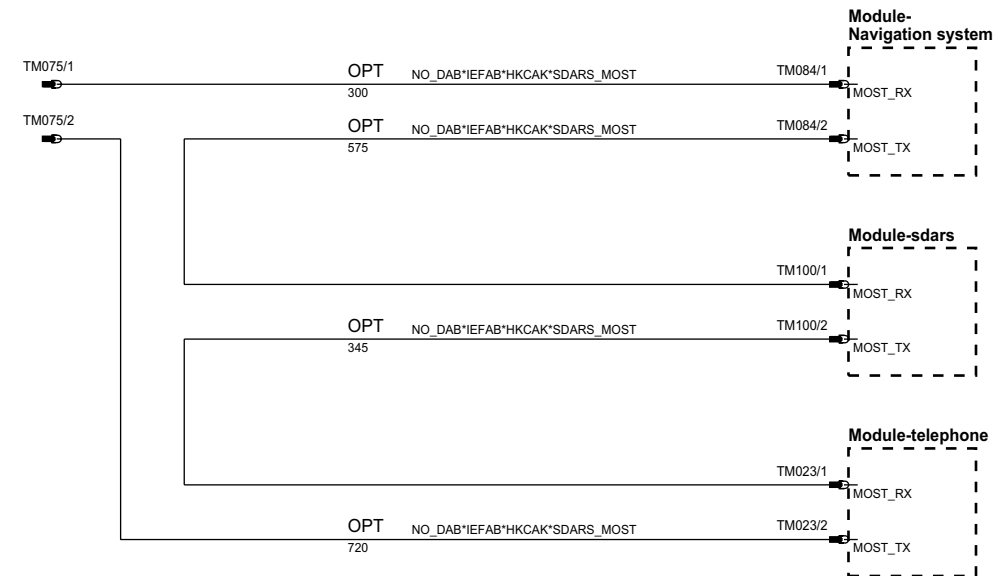 Module-
Navigation system
TM075/1
OPT
NO_DAB*IEFAB*HKCAK*SDARS_MOST
TM084/1
300
MOST_RX
TM075/2
OPT
NO_DAB*IEFAB*HKCAK*SDARS_MOST
TM084/2
575
MOST_TX
Module-sdars
TM100/1
MOST_RX
OPT
NO_DAB*IEFAB*HKCAK*SDARS_MOST
TM100/2
345
MOST_TX
Module-telephone
TM023/1
MOST_RX
OPT
NO_DAB*IEFAB*HKCAK*SDARS_MOST
TM023/2
720
MOST_TX